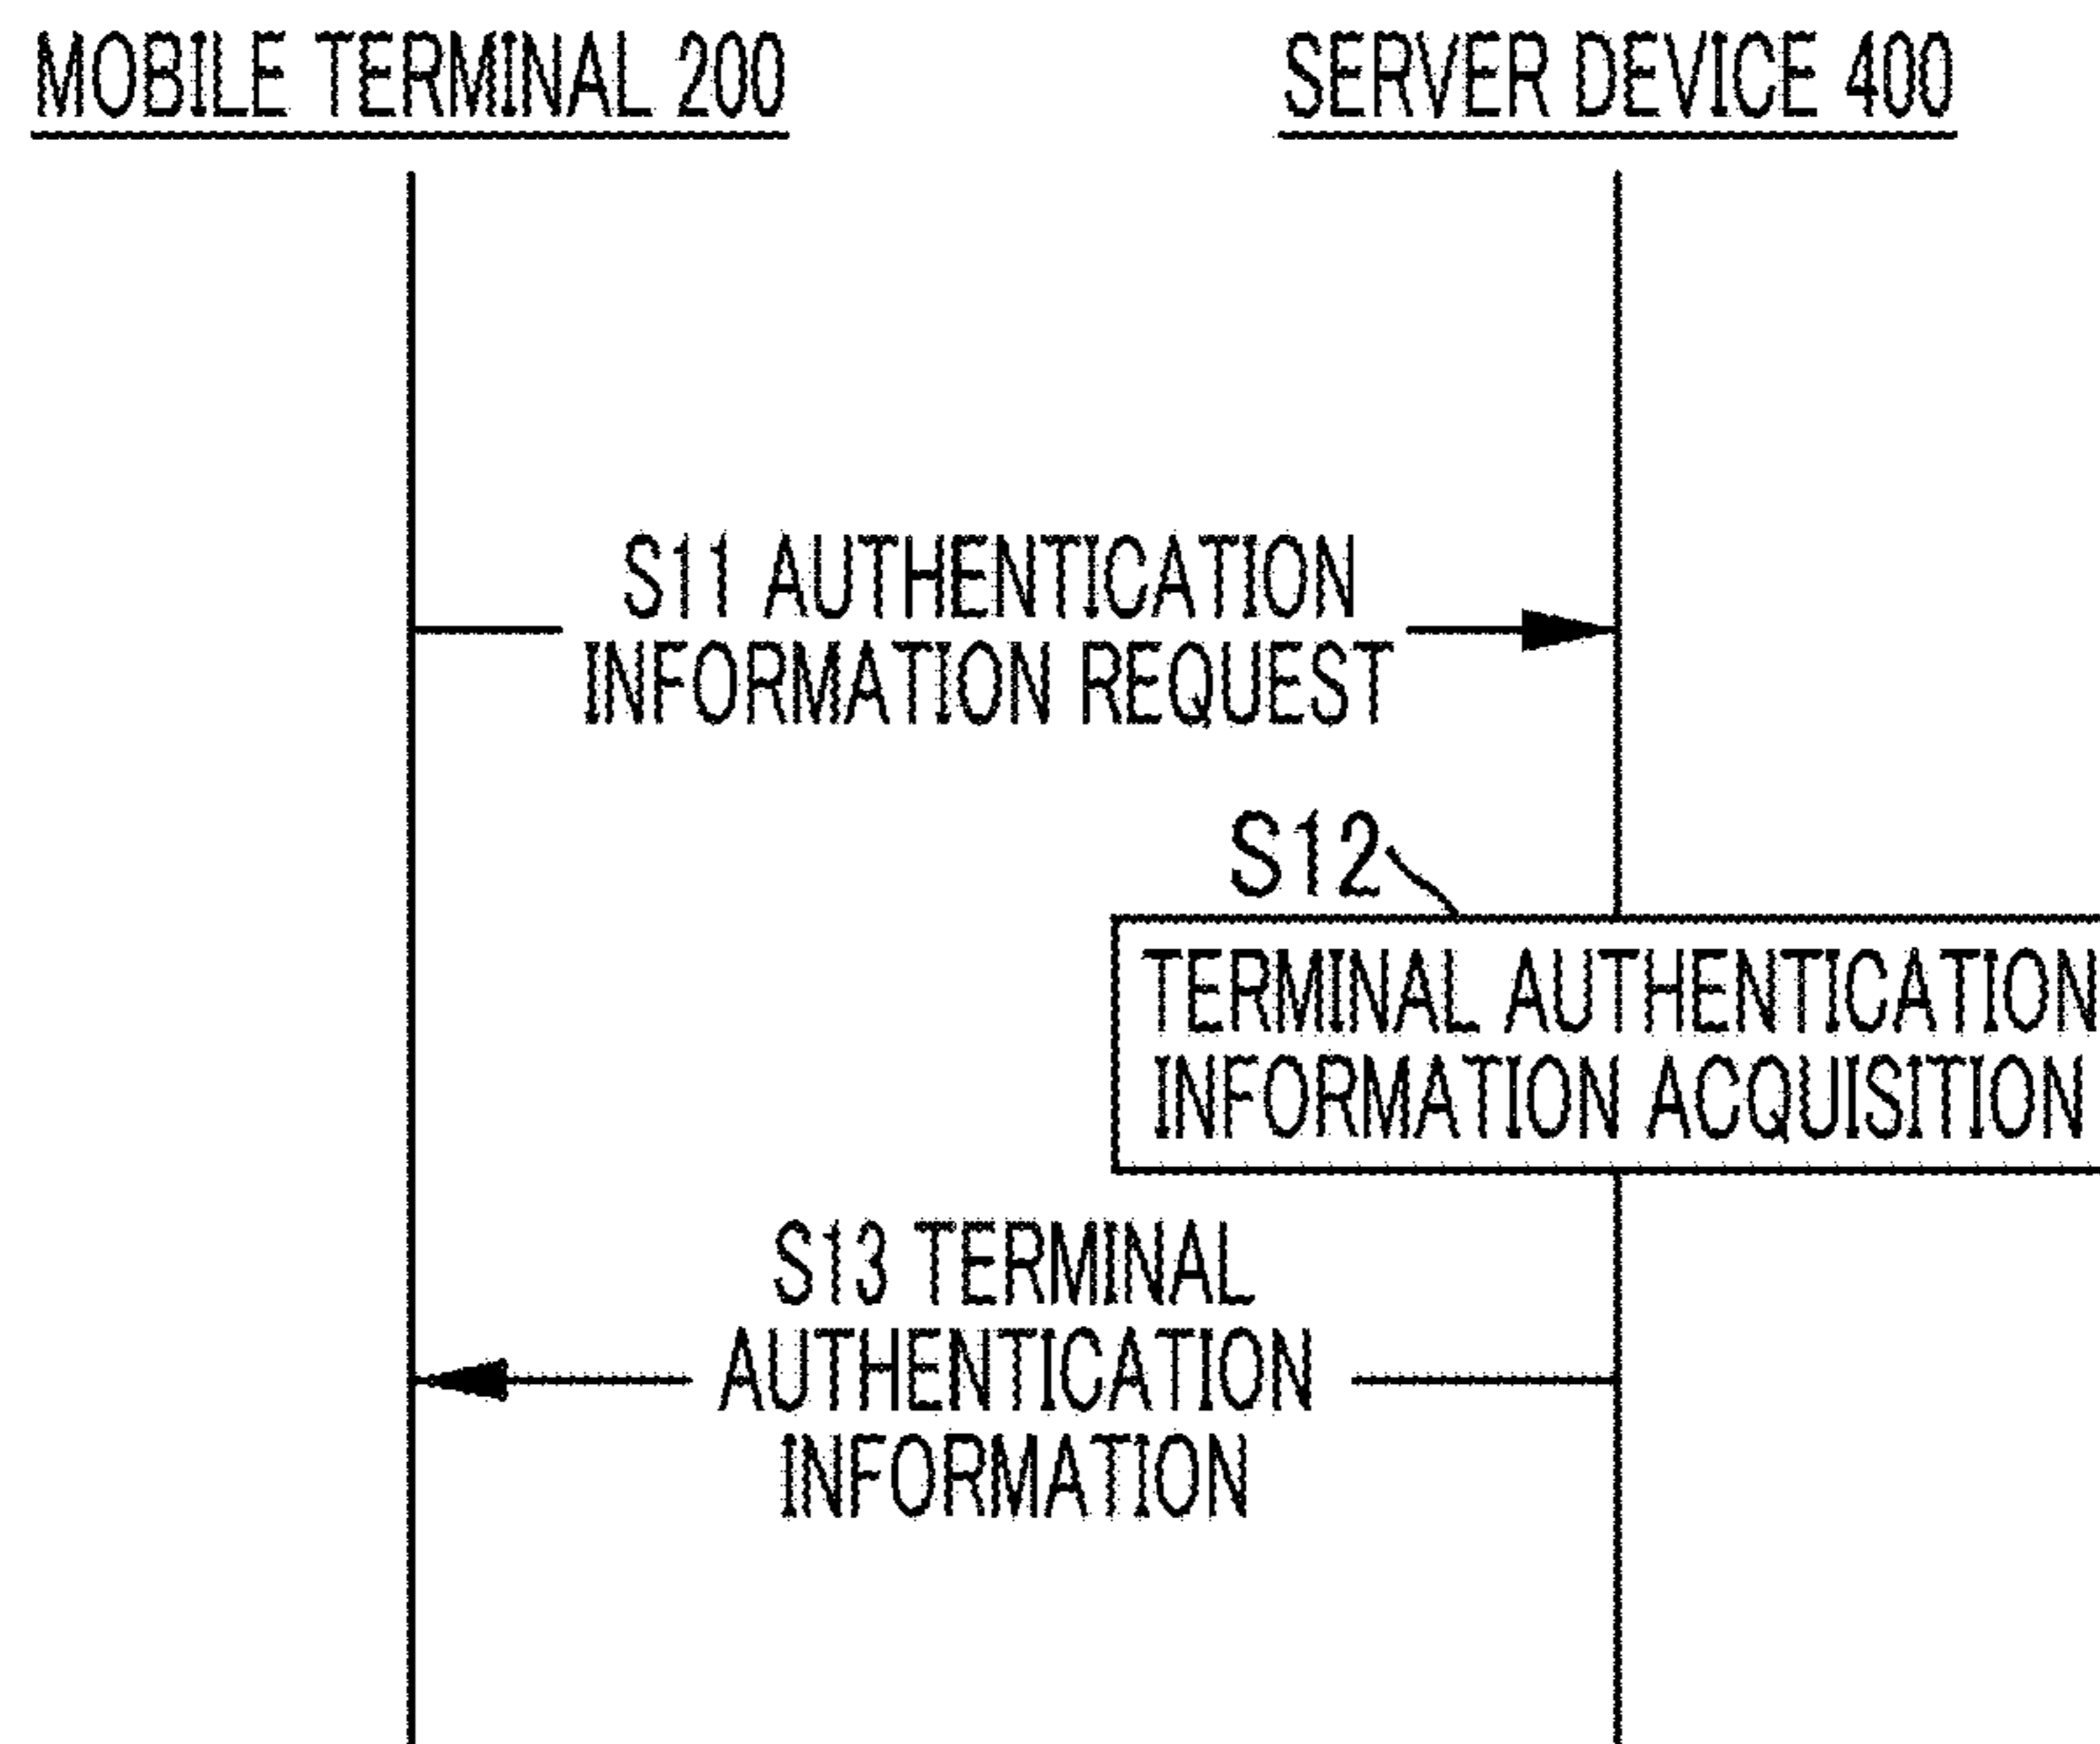 MOBILE TERMINAL 200
SERVER DEVICE 400
S11 AUTHENTICATION
INFORMATION REQUEST
S12
TERMINAL AUTHENTICATION
INFORMATION ACQUISITION
S13 TERMINAL
AUTHENTICATION
INFORMATION